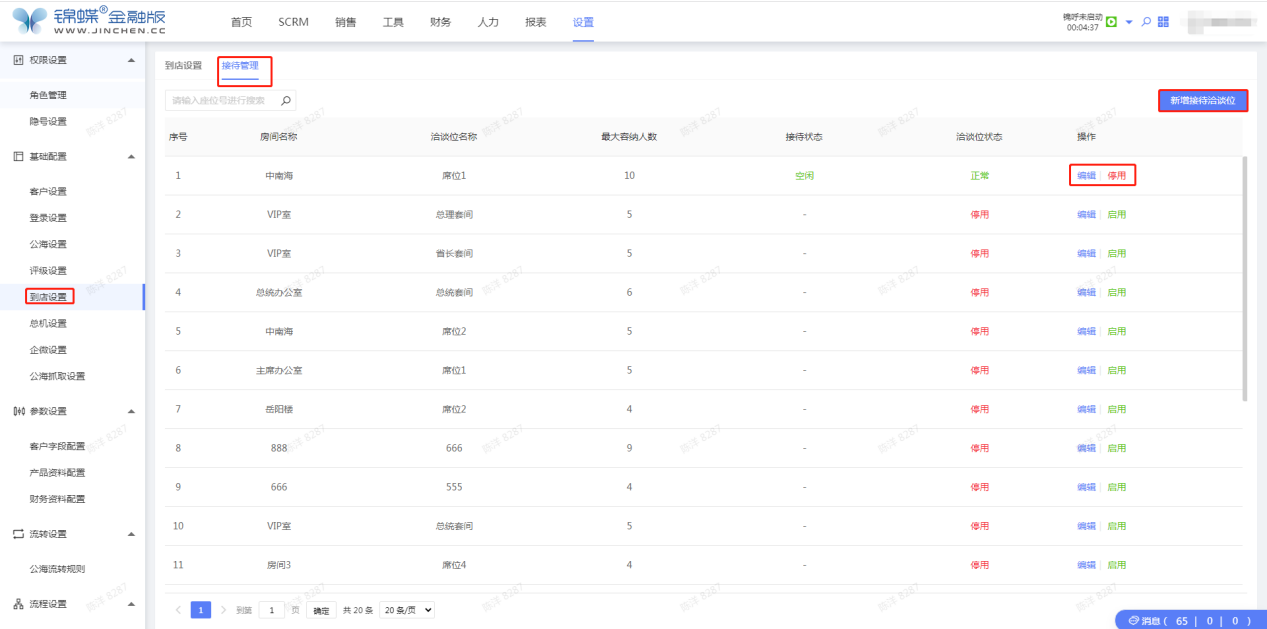 锦蝶®金融版
WWW.JINCHEN.CC
首页 SCRM 销售 工具 财务 人力 报表 设置
00:04:37
权限设置
角色管理
隐号设置
基础配置
客户设置
登录设置
公海设置
评级设置
到店设置
总机设置
企微设置
公海抓取设置
参数设置
客户字段配置
产品资料配置
财务资料配置
流转设置
公海流转规则
流程设置
到店设置 接待管理
请输入座位号进行搜索
新增接待洽谈位
序号 房间名称 洽谈位名称 最大容纳人数 接待状态 洽谈位状态 操作
1 中南海 席位1 10 空闲 正常 编辑 停用
2 VIP室 总理套间 5 - 停用 编辑 启用
3 VIP室 省长套间 5 - 停用 编辑 启用
4 总统办公室 总统套间 6 - 停用 编辑 启用
5 中南海 席位2 5 - 停用 编辑 启用
6 主席办公室 席位1 5 - 停用 编辑 启用
7 岳阳楼 席位2 4 - 停用 编辑 启用
8 888 666 9 - 停用 编辑 启用
9 666 555 4 - 停用 编辑 启用
10 VIP室 总统套间 5 - 停用 编辑 启用
11 房间3 席位4 4 - 停用 编辑 启用
1 到第 1 页 确定 共 20 条 20 条/页
消息 ( 65 | 0 | 0 )